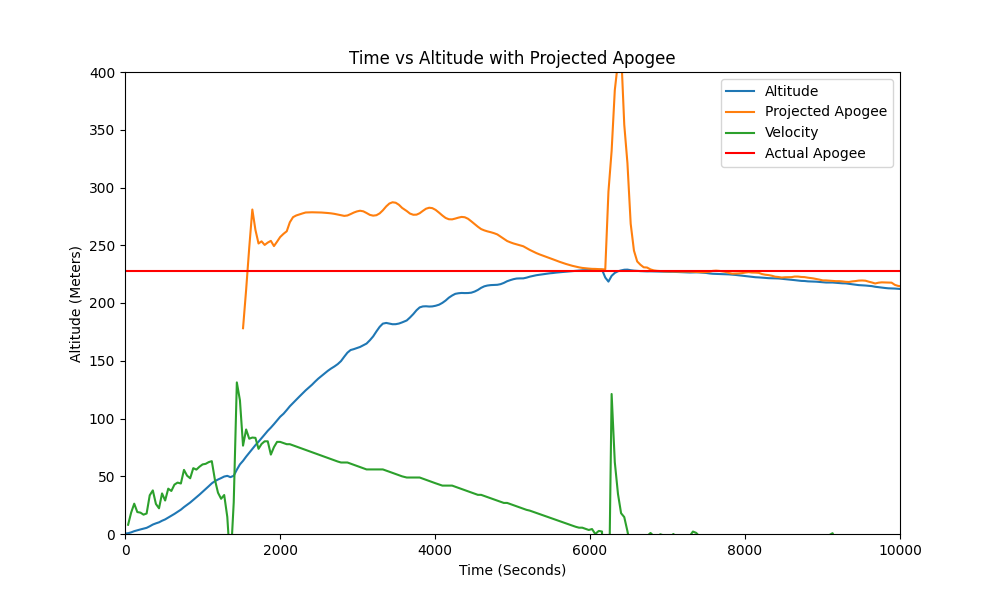 Time vs Altitude with Projected Apogee
400
350
300
250
200
150
100
50
0
Altitude (Meters)
Altitude
Projected Apogee
Velocity
Actual Apogee
0
2000
4000
6000
8000
10000
Time (Seconds)